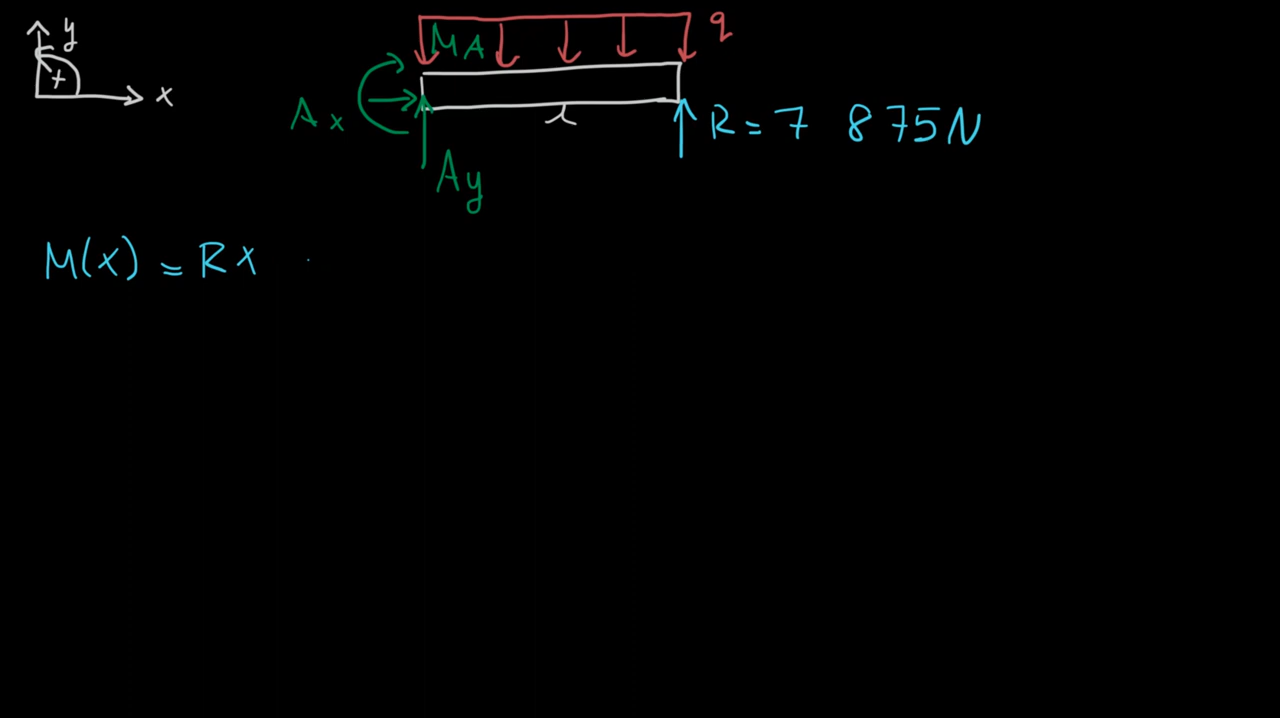 y
x
+
q
MA
Ax
Ay
l
R = 7 875N
M(x) = Rx